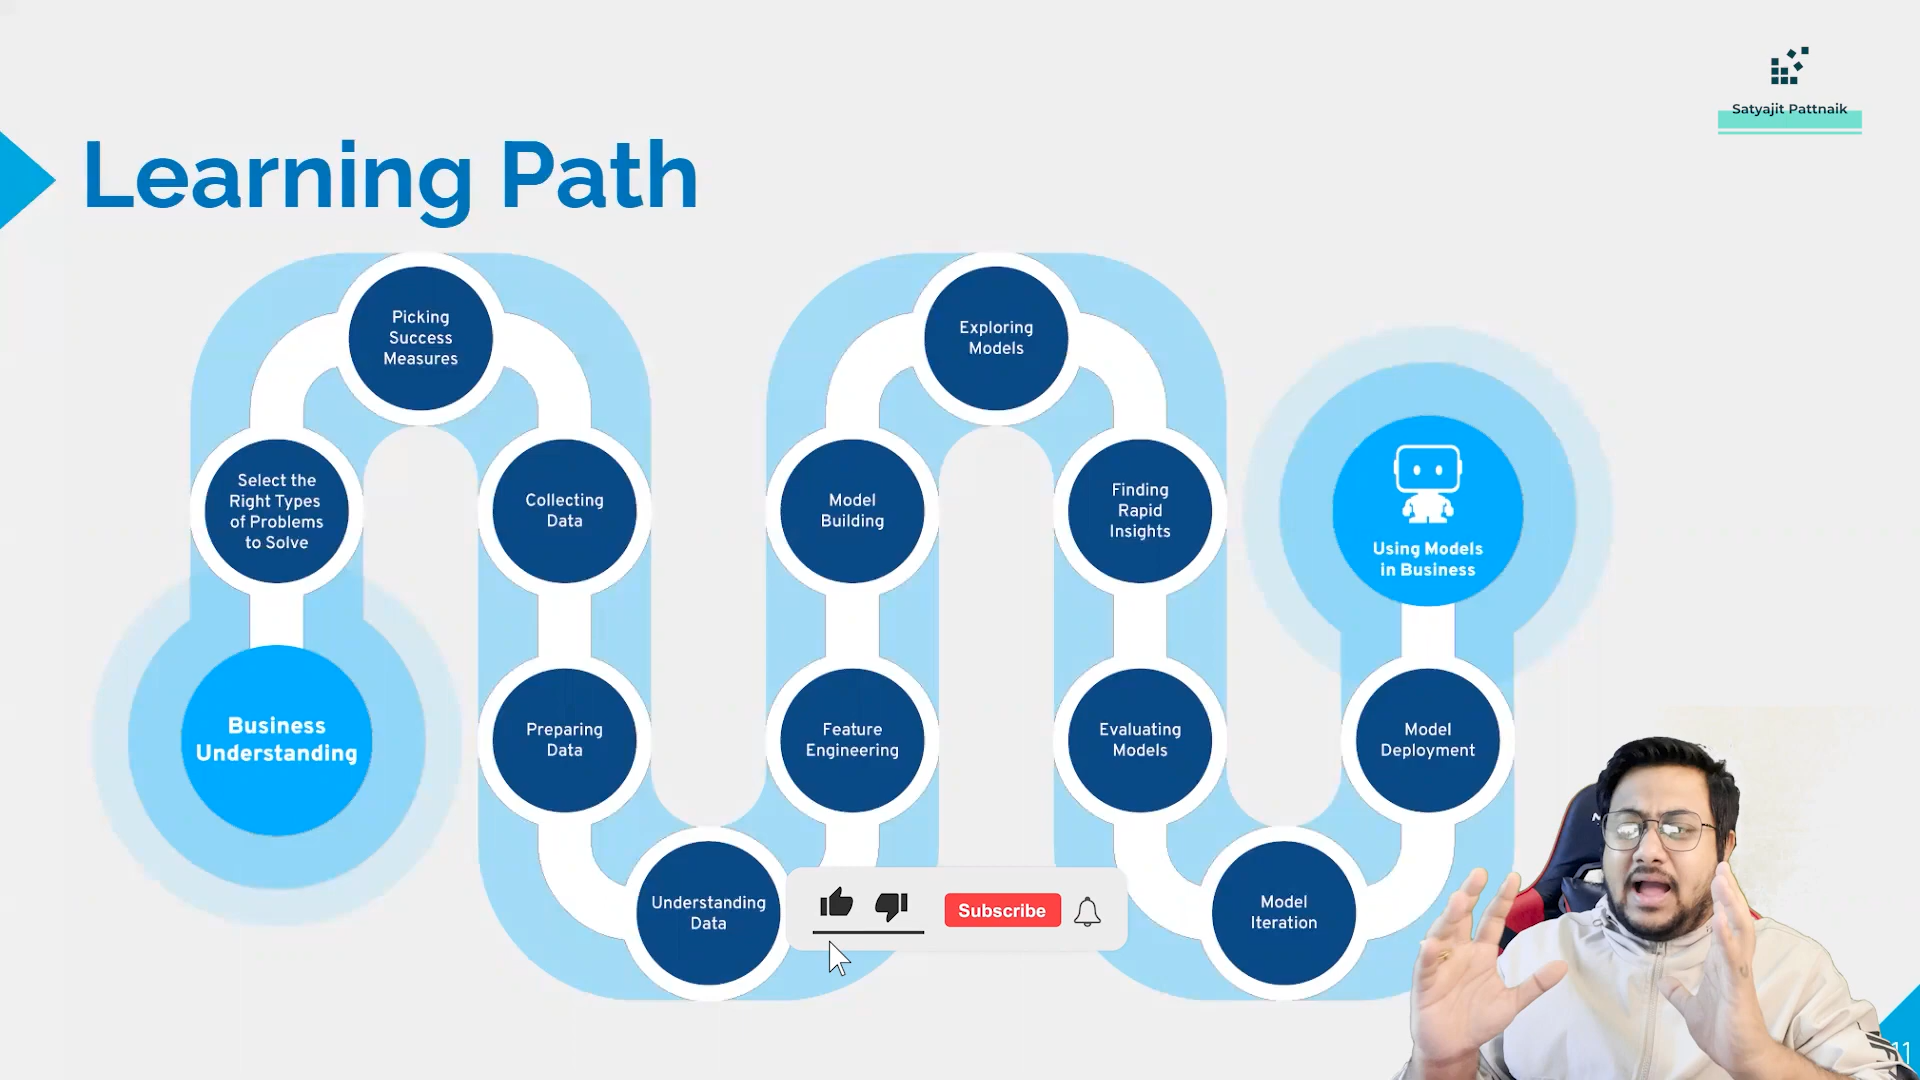 Satyajit Pattnaik
Learning Path
Business
Understanding
Select the
Right Types
of Problems
to Solve
Picking
Success
Measures
Collecting
Data
Preparing
Data
Understanding
Data
Feature
Engineering
Model
Building
Exploring
Models
Finding
Rapid
Insights
Evaluating
Models
Model
Iteration
Model
Deployment
Using Models
in Business
Subscribe
11